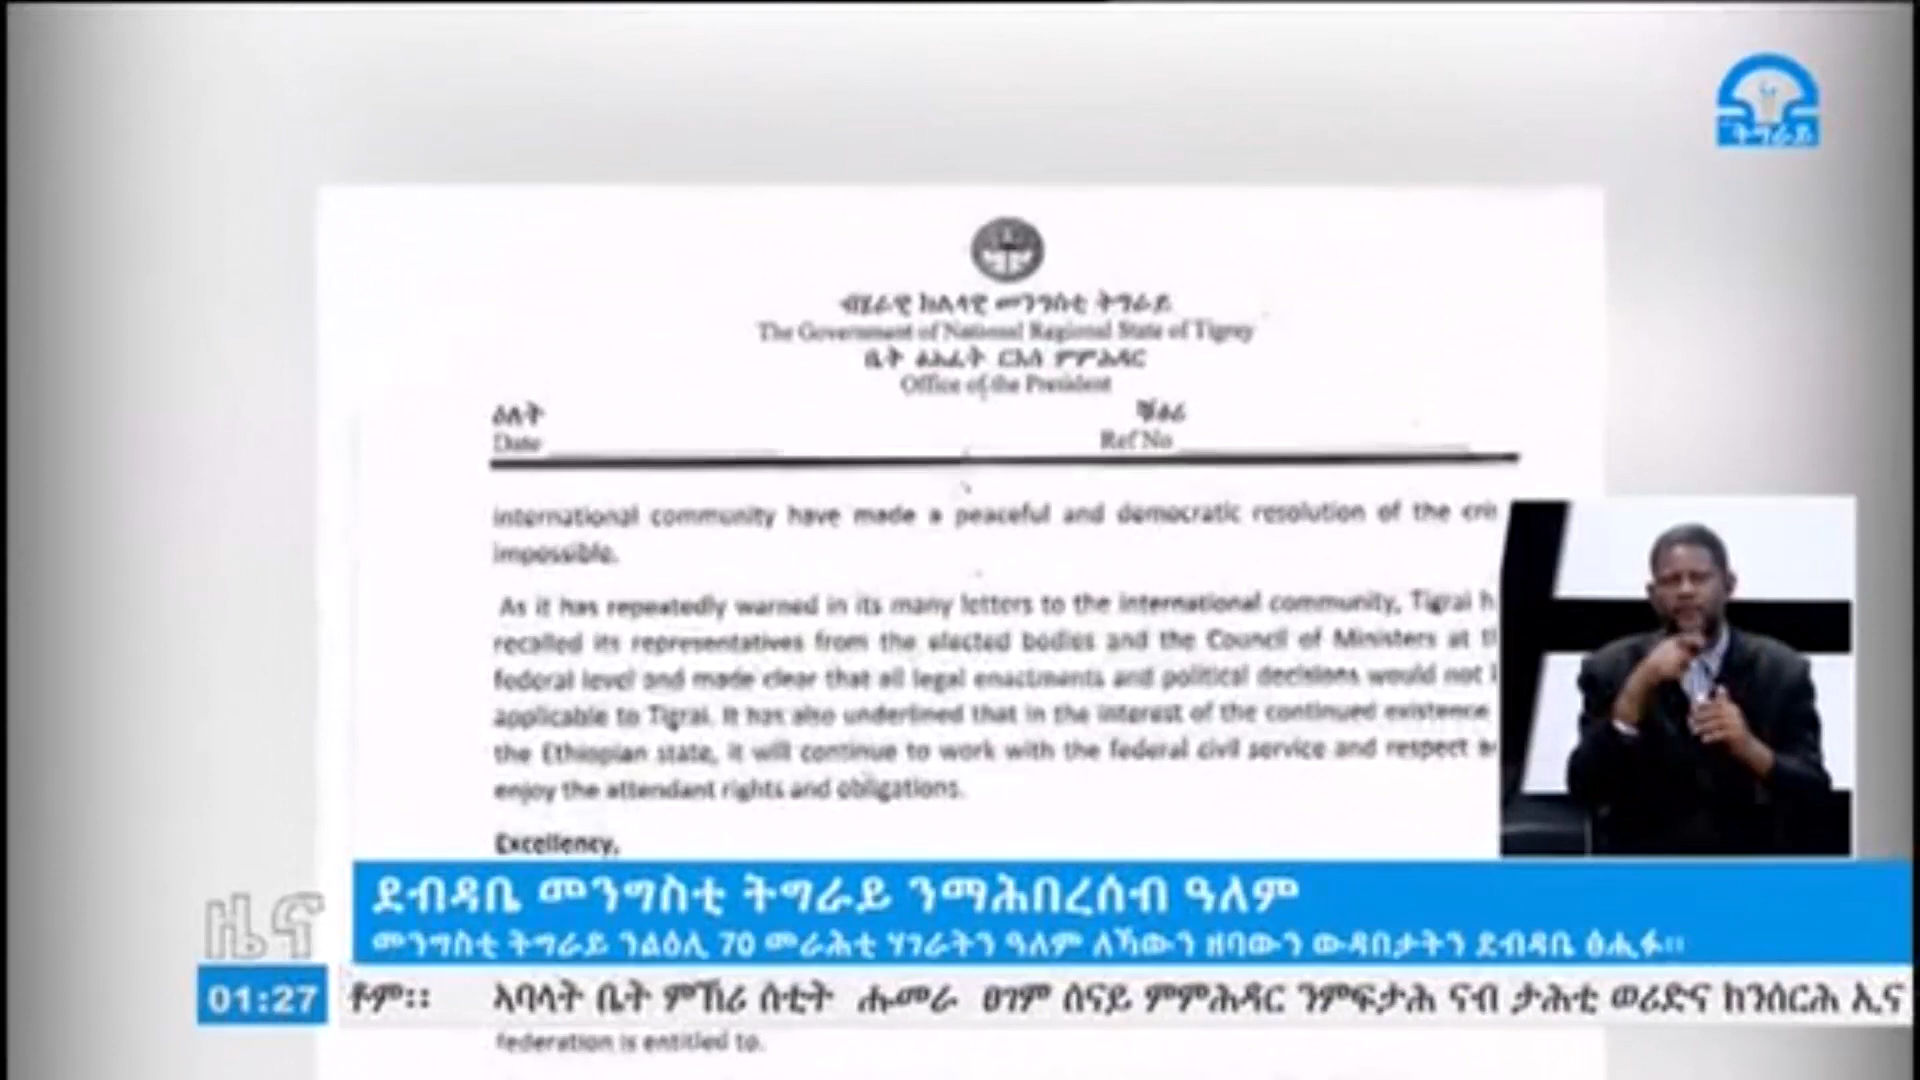 ትግራይ
ብሄራዊ ክልላዊ መንግስቲ ትግራይ
The Government of National Regional State of Tigray
ቤት ፅሕፈት ርእሰ ምምሕዳር
Office of the President
ዕለት
ቑፅሪ
Date
Ref No
international community have made a peaceful and democratic resolution of the cri
impossible.
As it has repeatedly warned in its many letters to the international community, Tigrai h
recalled its representatives from the elected bodies and the Council of Ministers at t
federal level and made clear that all legal enactments and political decisions would not
applicable to Tigrai. It has also underlined that in the interest of the continued existence
the Ethiopian state, it will continue to work with the federal civil service and respect a
enjoy the attendant rights and obligations.
Excellency,
ደብዳቤ መንግስቲ ትግራይ ንማሕበረሰብ ዓለም
ዜና
መንግስቲ ትግራይ ንልዕሊ 70 መራሕቲ ሃገራትን ዓለም ለኻውን ዘባውን ውዳበታትን ደብዳቤ ፅሒፉ።
01:27
ቶም። ኣባላት ቤት ምኽሪ ሰቲት ሑመራ ፀገም ሰናይ ምምሕዳር ንምፍታሕ ናብ ታሕቲ ወሪድና ክንሰርሕ ኢና
federation is entitled to.